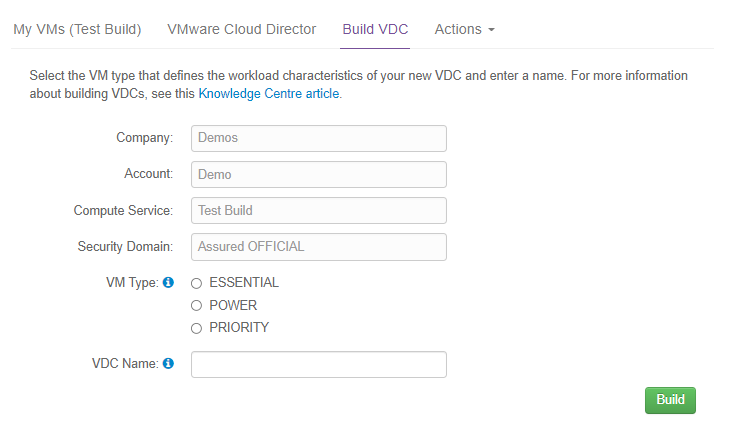 My VMs (Test Build) VMware Cloud Director Build VDC Actions
Select the VM type that defines the workload characteristics of your new VDC and enter a name. For more information
about building VDCs, see this Knowledge Centre article.
Company: Demos
Account: Demo
Compute Service: Test Build
Security Domain: Assured OFFICIAL
VM Type: ESSENTIAL
POWER
PRIORITY
VDC Name:
Build